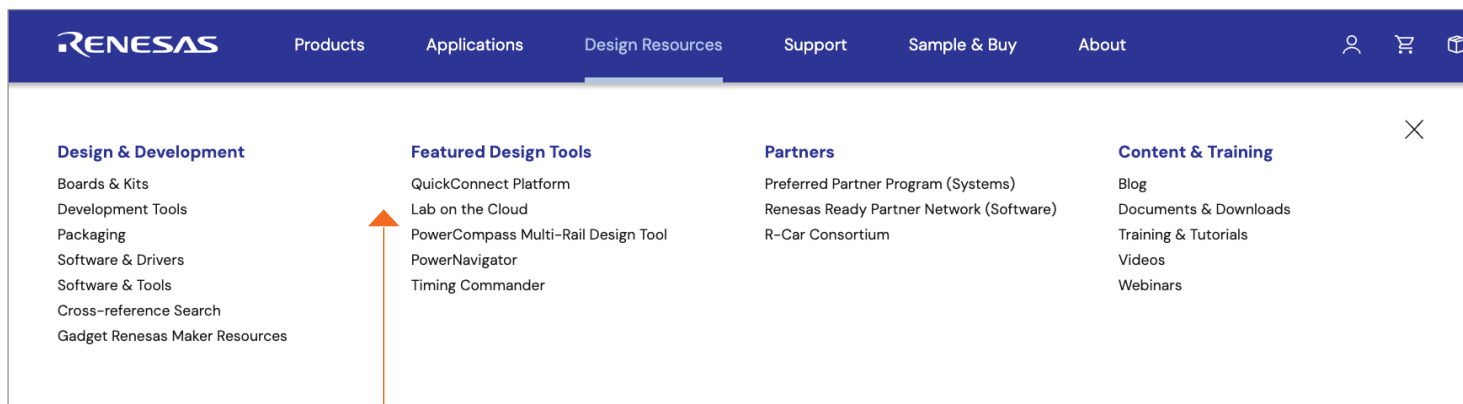 RENESAS Products Applications Design Resources Support Sample & Buy About
Design & Development
Boards & Kits
Development Tools
Packaging
Software & Drivers
Software & Tools
Cross-reference Search
Gadget Renesas Maker Resources
Featured Design Tools
QuickConnect Platform
Lab on the Cloud
PowerCompass Multi-Rail Design Tool
PowerNavigator
Timing Commander
Partners
Preferred Partner Program (Systems)
Renesas Ready Partner Network (Software)
R-Car Consortium
Content & Training
Blog
Documents & Downloads
Training & Tutorials
Videos
Webinars